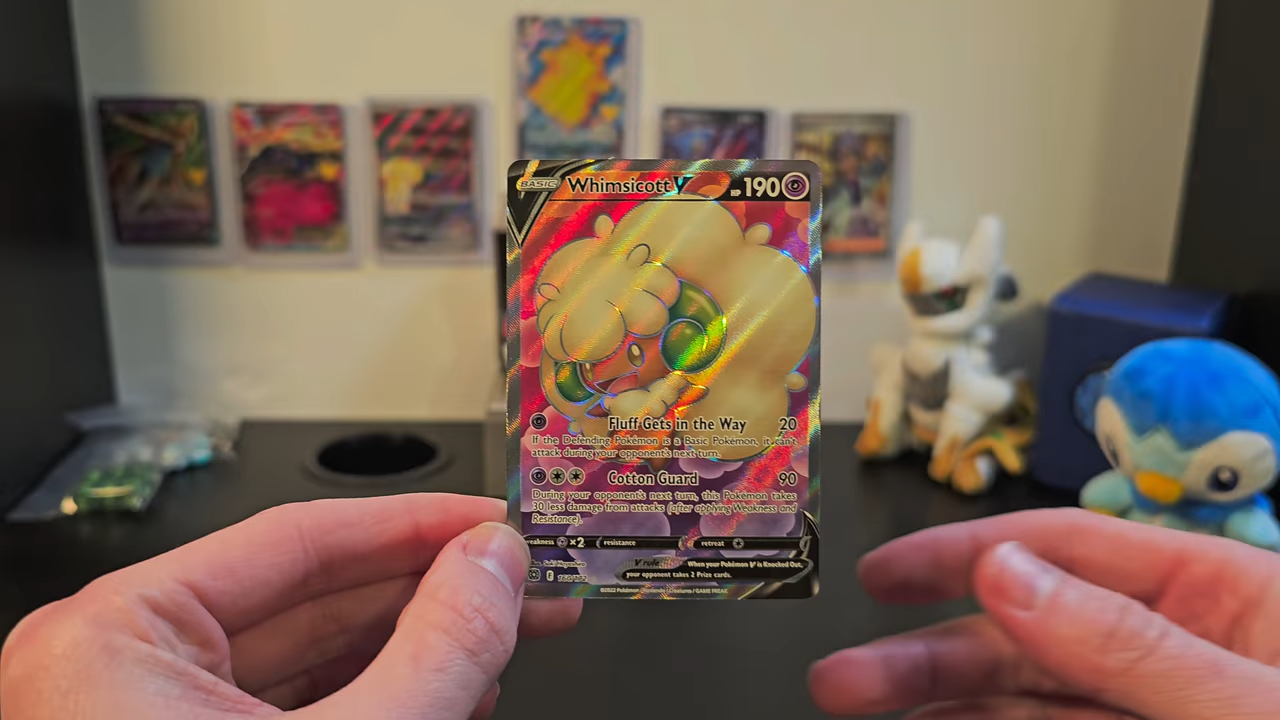 BASIC Whimsicott V HP 190
Fluff Gets in the Way 20
If the Defending Pokémon is a Basic Pokémon, it can't
attack during your opponent's next turn.
Cotton Guard 90
During your opponent's next turn, this Pokémon takes
30 less damage from attacks (after applying Weakness and
Resistance).
weakness ×2 resistance retreat
V rule When your Pokémon V is Knocked Out,
your opponent takes 2 Prize cards.
F
©2022 Pokémon / Nintendo / Creatures / GAME FREAK